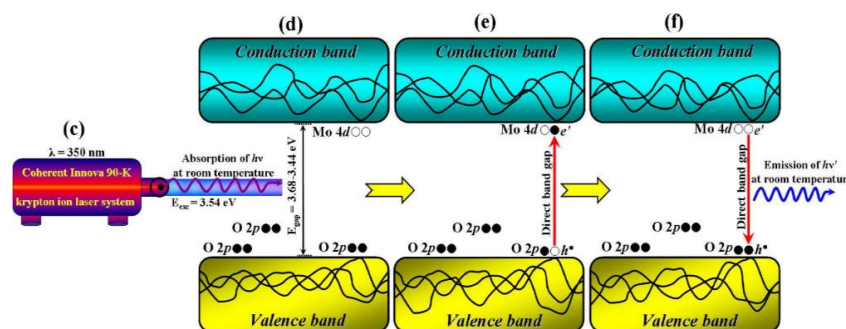 (c)
λ = 350 nm
Coherent Innova 90-K
krypton ion laser system
Absorption of hν
at room temperature
E_exc = 3.54 eV
(d)
Conduction band
Mo 4d ○○
E_gap = 3.68-3.44 eV
O 2p ●●
O 2p ●●
O 2p ●●
Valence band
(e)
Conduction band
Mo 4d ○● e'
Direct band gap
O 2p ●●
O 2p ●●
O 2p ●○ h•
Valence band
(f)
Conduction band
Mo 4d ○○ e'
Direct band gap
Emission of hν'
at room temperature
O 2p ●●
O 2p ●●
O 2p ●● h•
Valence band